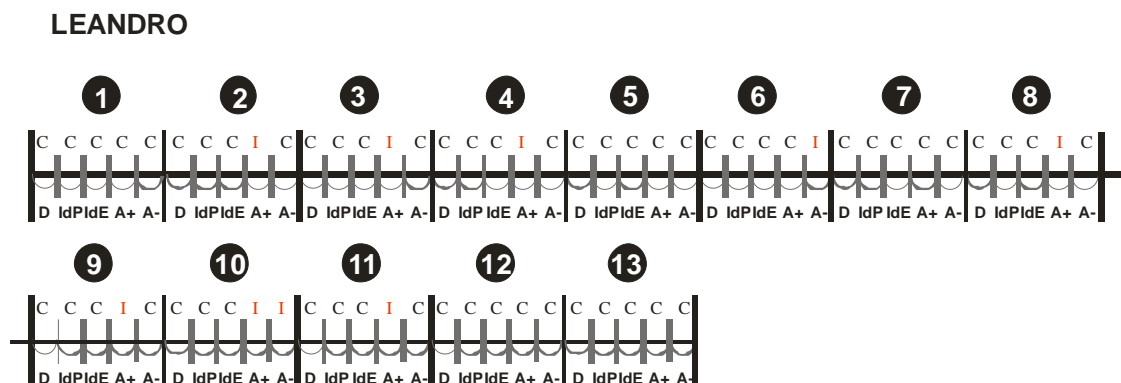 LEANDRO
1 2 3 4 5 6 7 8
C C C C C C C C I C C C C I C C C C I C C C C C C C C C C I C C C C C C C C I C
D IdP IdE A+ A- D IdP IdE A+ A- D IdP IdE A+ A- D IdP IdE A+ A- D IdP IdE A+ A- D IdP IdE A+ A- D IdP IdE A+ A- D IdP IdE A+ A-
9 10 11 12 13
C C C I C C C C I I C C C I C C C C C C C C C C C
D IdP IdE A+ A- D IdP IdE A+ A- D IdP IdE A+ A- D IdP IdE A+ A- D IdP IdE A+ A-